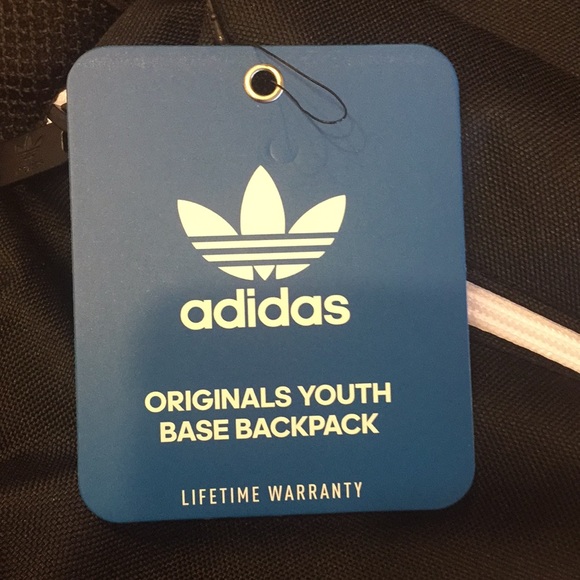 adidas
ORIGINALS YOUTH
BASE BACKPACK
LIFETIME WARRANTY